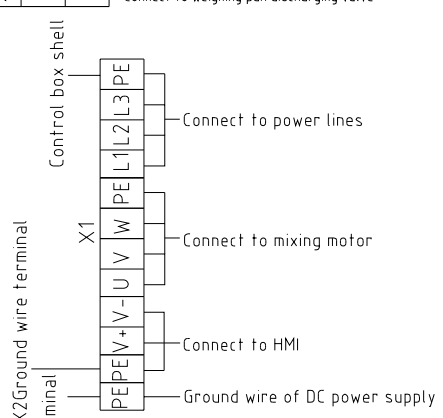 Connect to weighing pan discharging valve
Control box shell
PE
L3
Connect to power lines
L2
L1
PE
X1
W
Connect to mixing motor
V
U
V-
V+
Connect to HMI
PE
PE
Ground wire of DC power supply
X2Ground wire terminal
minal